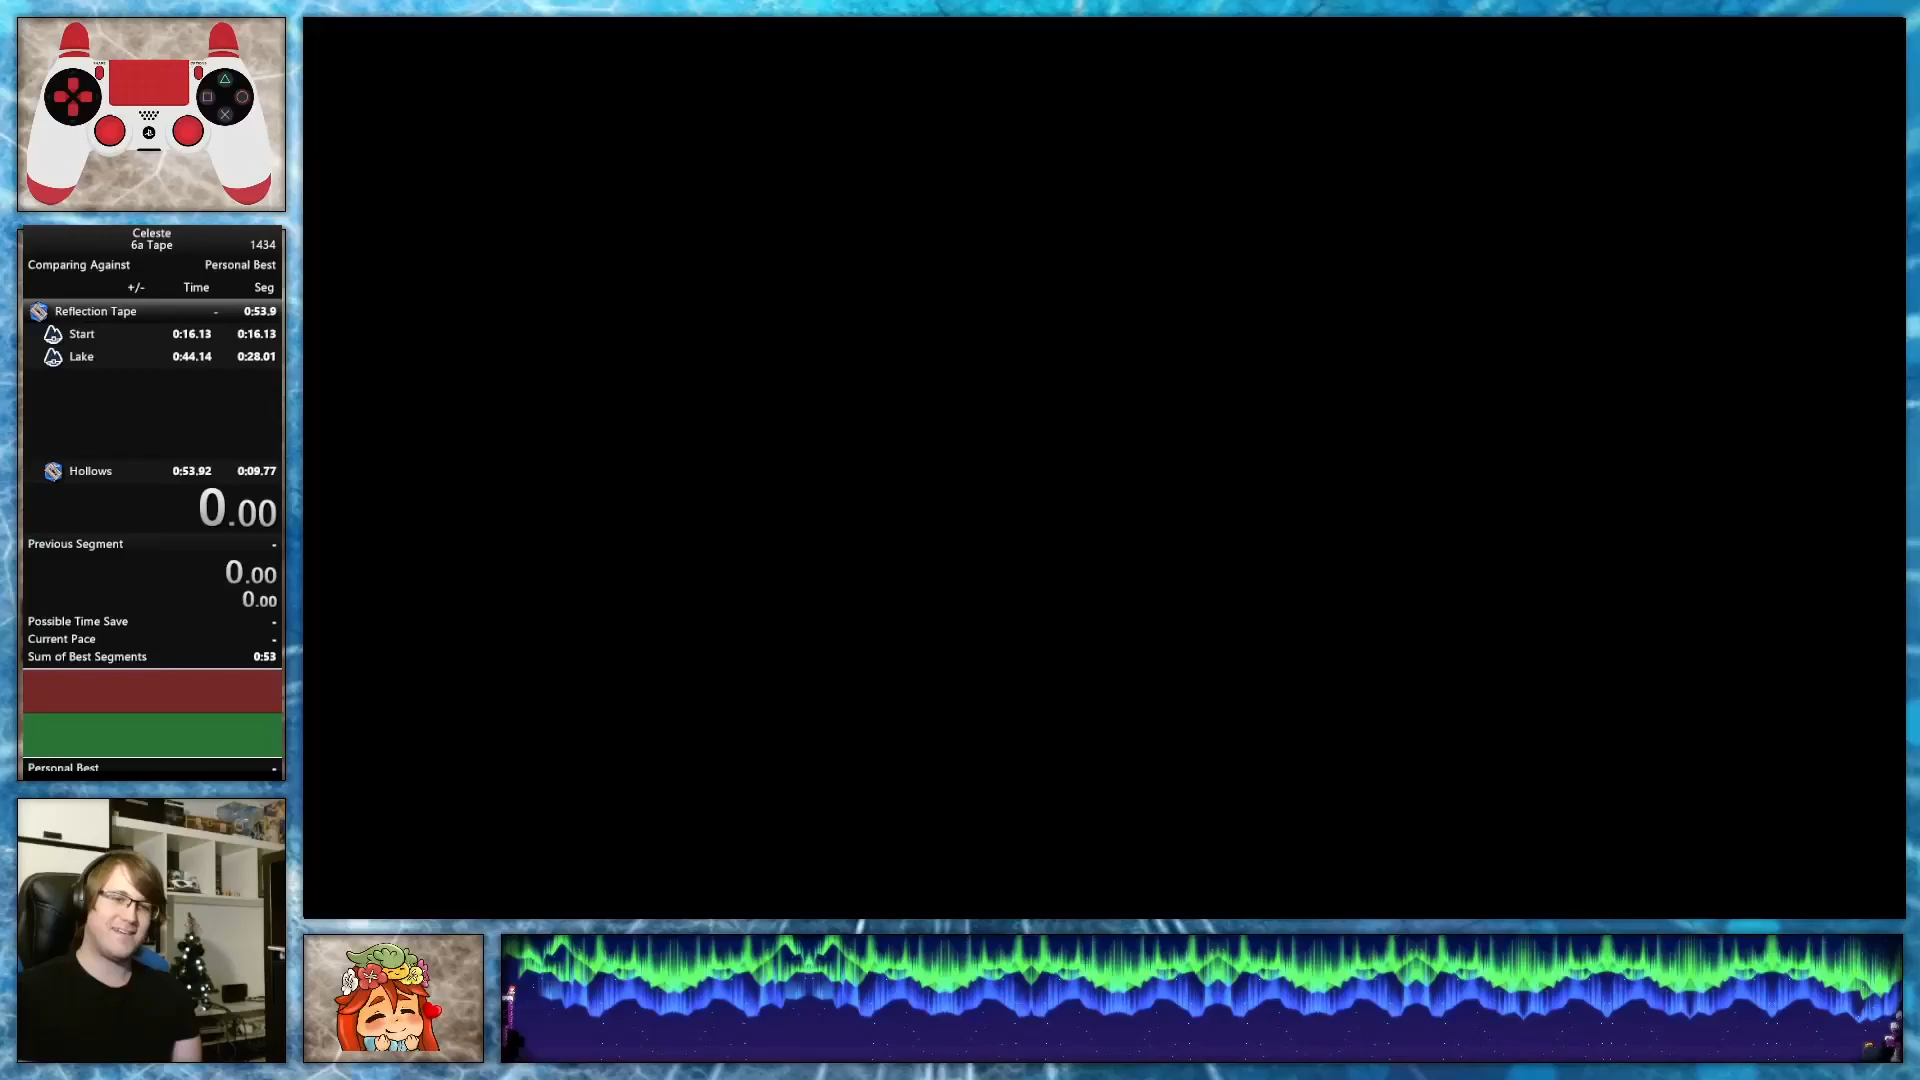 Celeste
6a Tape 1434
Comparing Against Personal Best
+/- Time Seg
Reflection Tape - 0:53.9
Start 0:16.13 0:16.13
Lake 0:44.14 0:28.01
Hollows 0:53.92 0:09.77
0.00
Previous Segment -
0.00
0.00
Possible Time Save -
Current Pace -
Sum of Best Segments 0:53
Personal Best -